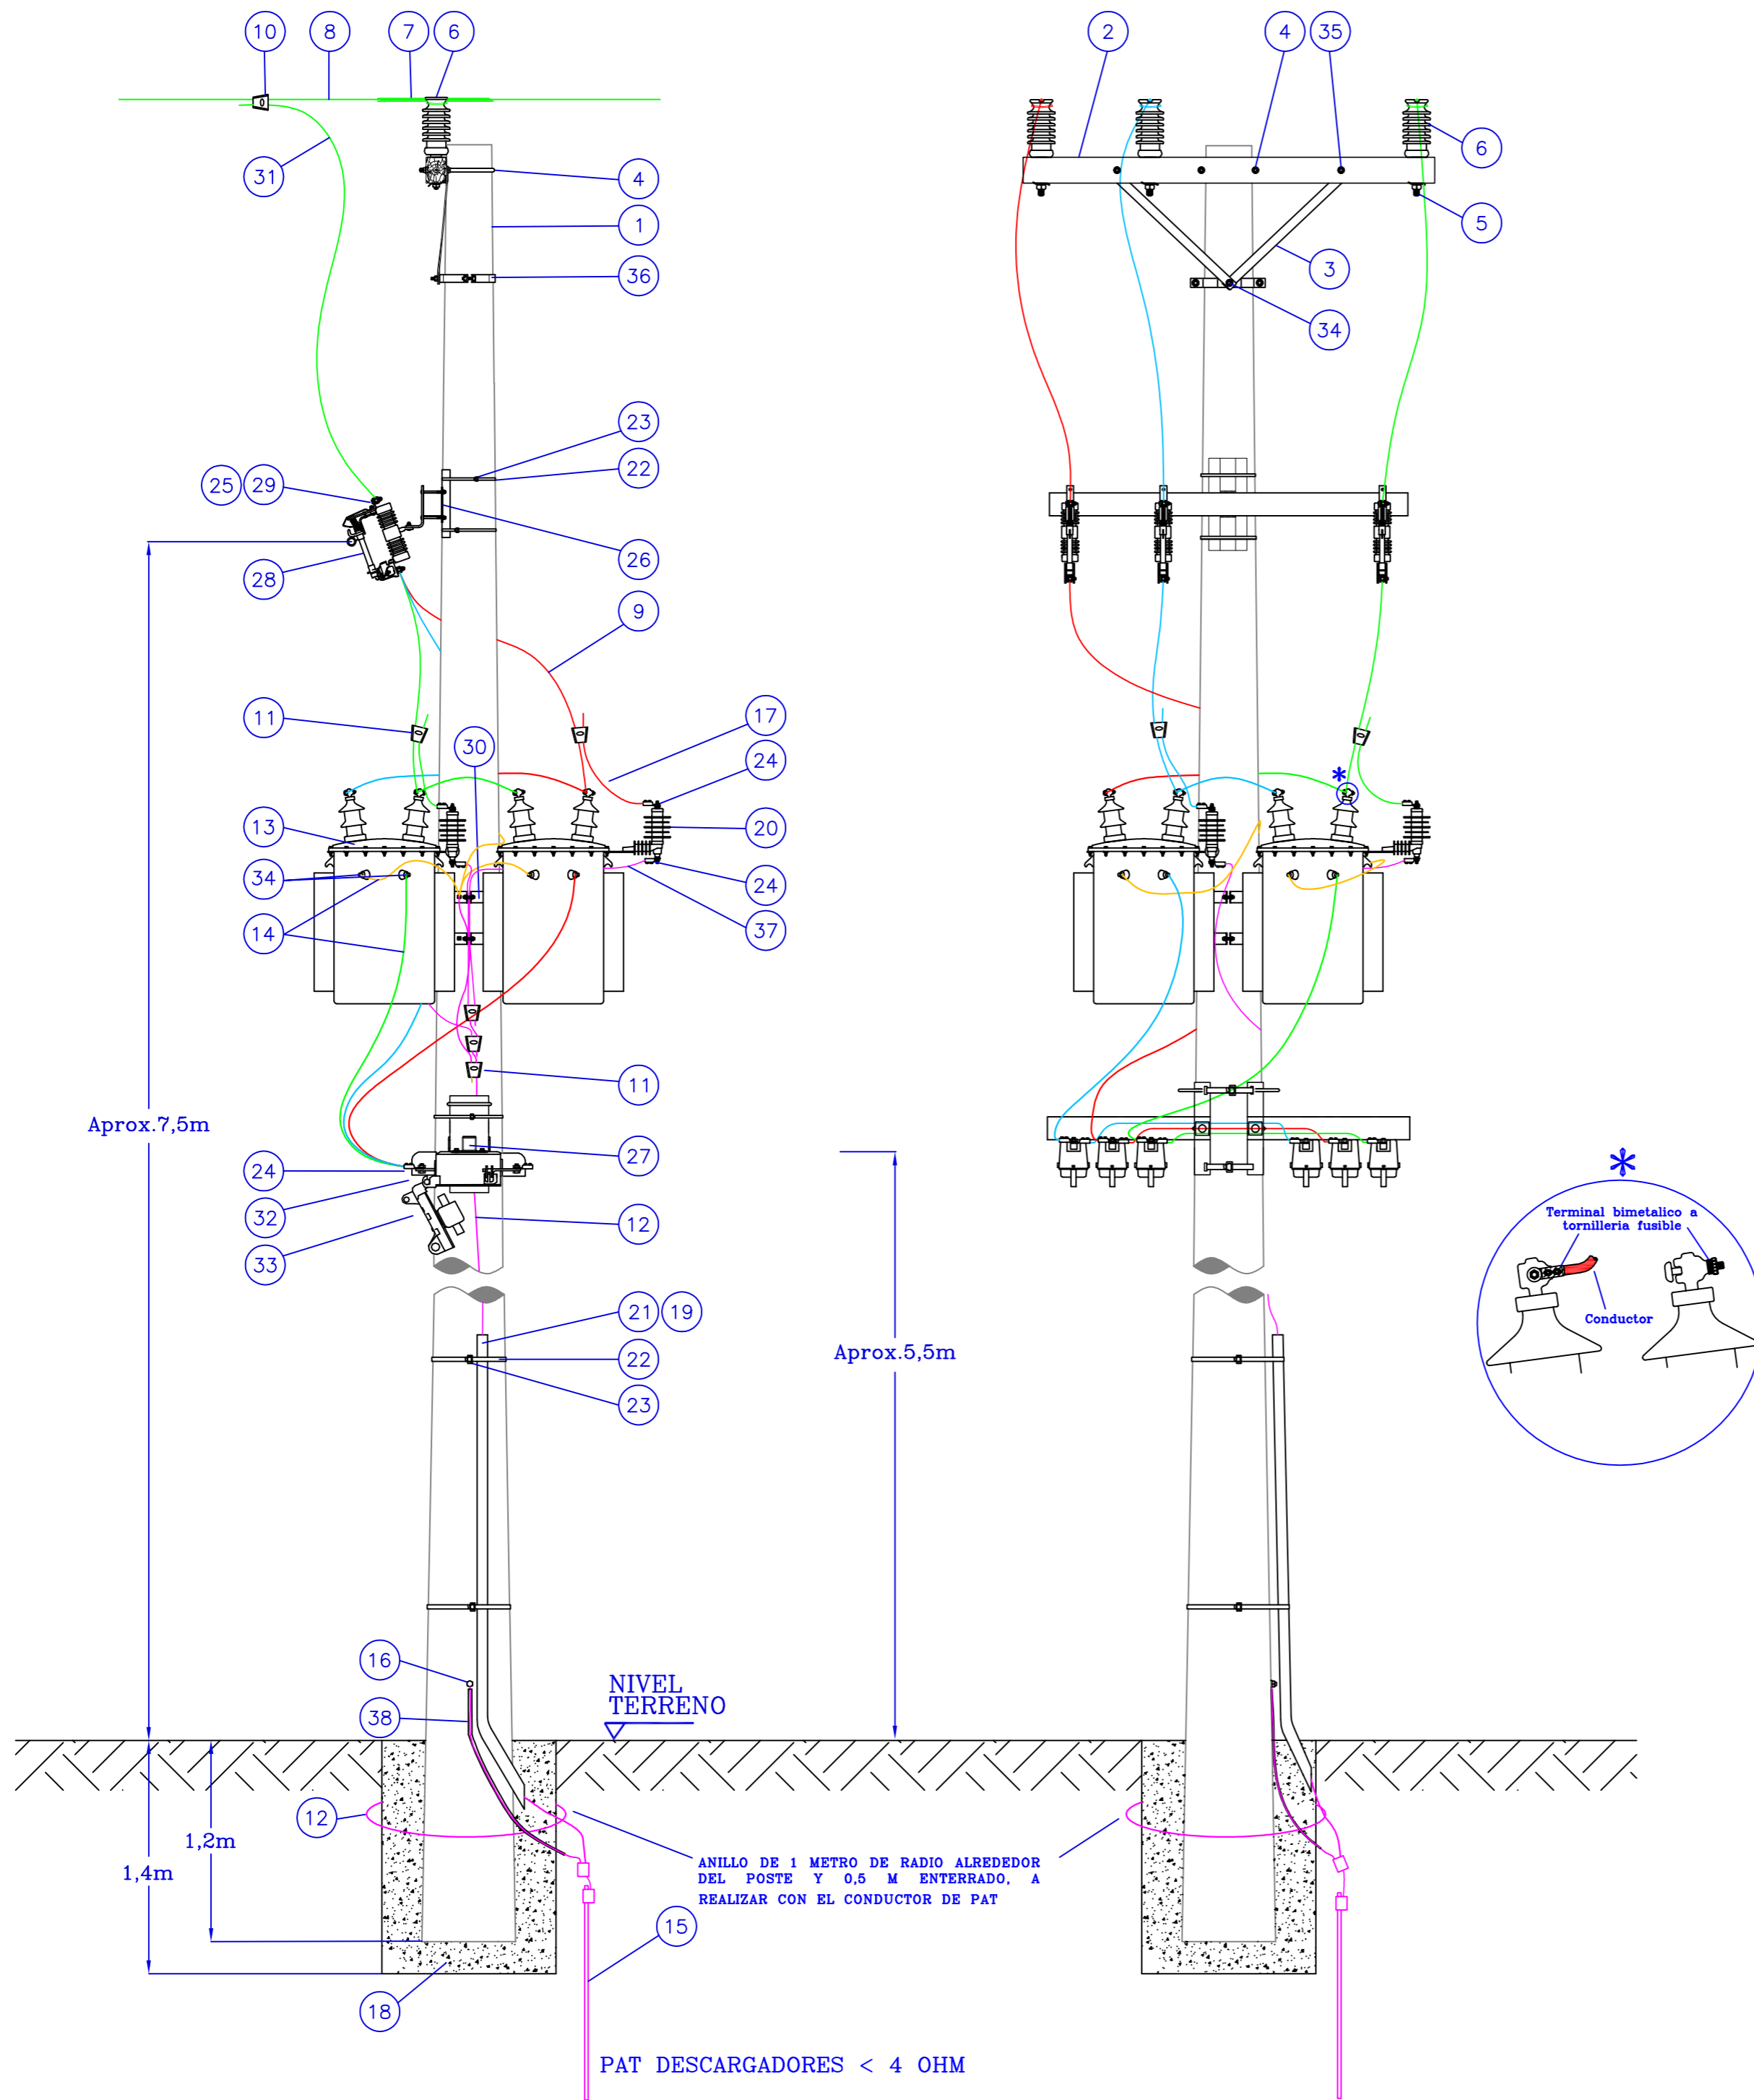 10 8 7 6
2 4 35
31
4
1
36
6
5
3
34
23
22
25 29
26
28
9
11
30
17
24
13
20
34
24
14
37
11
Aprox.7,5m
27
24
32
12
33
21 19
22
23
Aprox.5,5m
*
*
Terminal bimetalico a
tornilleria fusible
Conductor
16
38
NIVEL
TERRENO
12
1,2m
1,4m
ANILLO DE 1 METRO DE RADIO ALREDEDOR
DEL POSTE Y 0,5 M ENTERRADO, A
REALIZAR CON EL CONDUCTOR DE PAT
15
18
PAT DESCARGADORES < 4 OHM